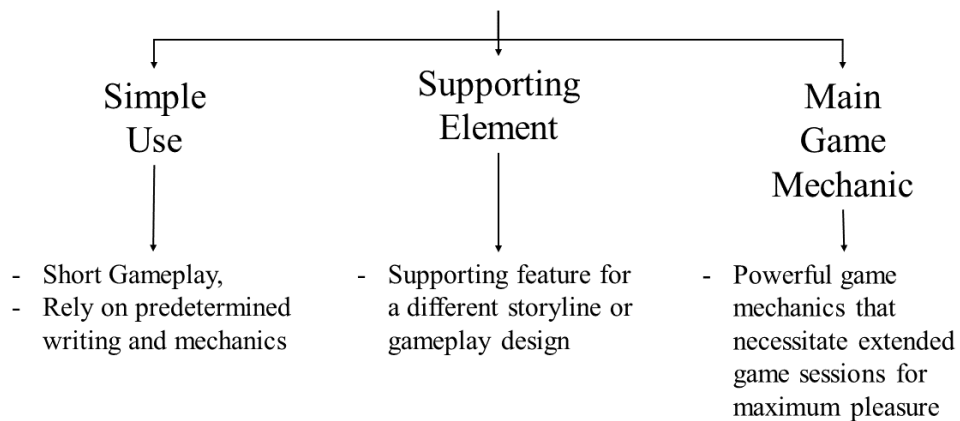 Simple
Use
Supporting
Element
Main
Game
Mechanic
- Short Gameplay,
- Rely on predetermined
writing and mechanics
- Supporting feature for
a different storyline or
gameplay design
- Powerful game
mechanics that
necessitate extended
game sessions for
maximum pleasure